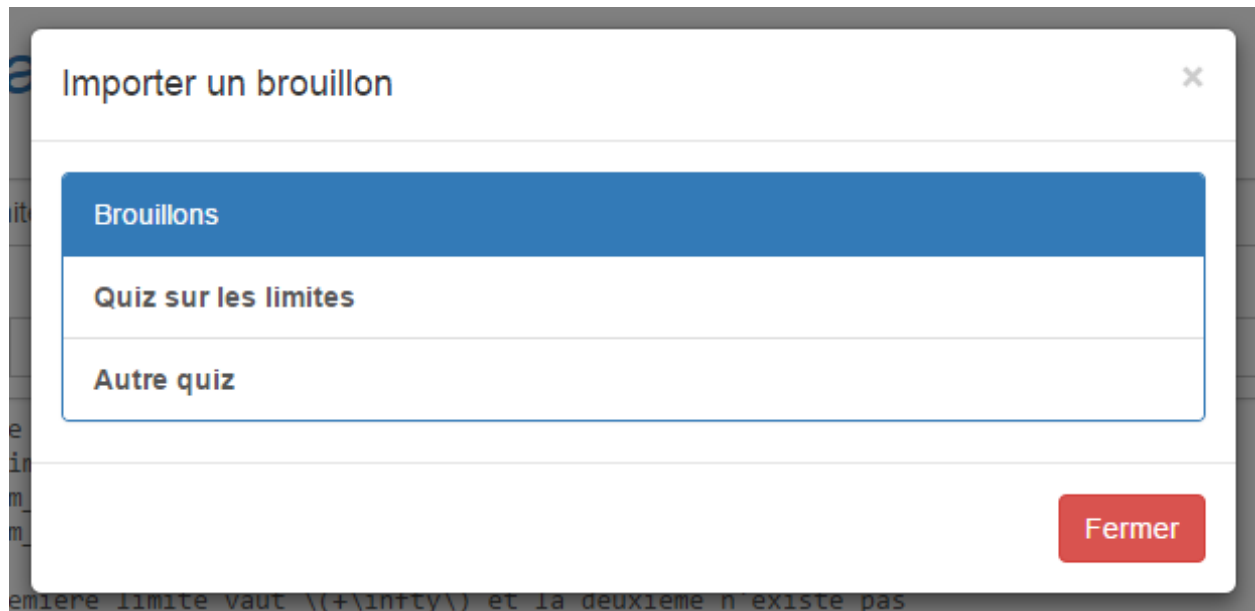 Importer un brouillon
×
Brouillons
Quiz sur les limites
Autre quiz
Fermer
limite vaut \(+\infty\) et la deuxième n'existe pas